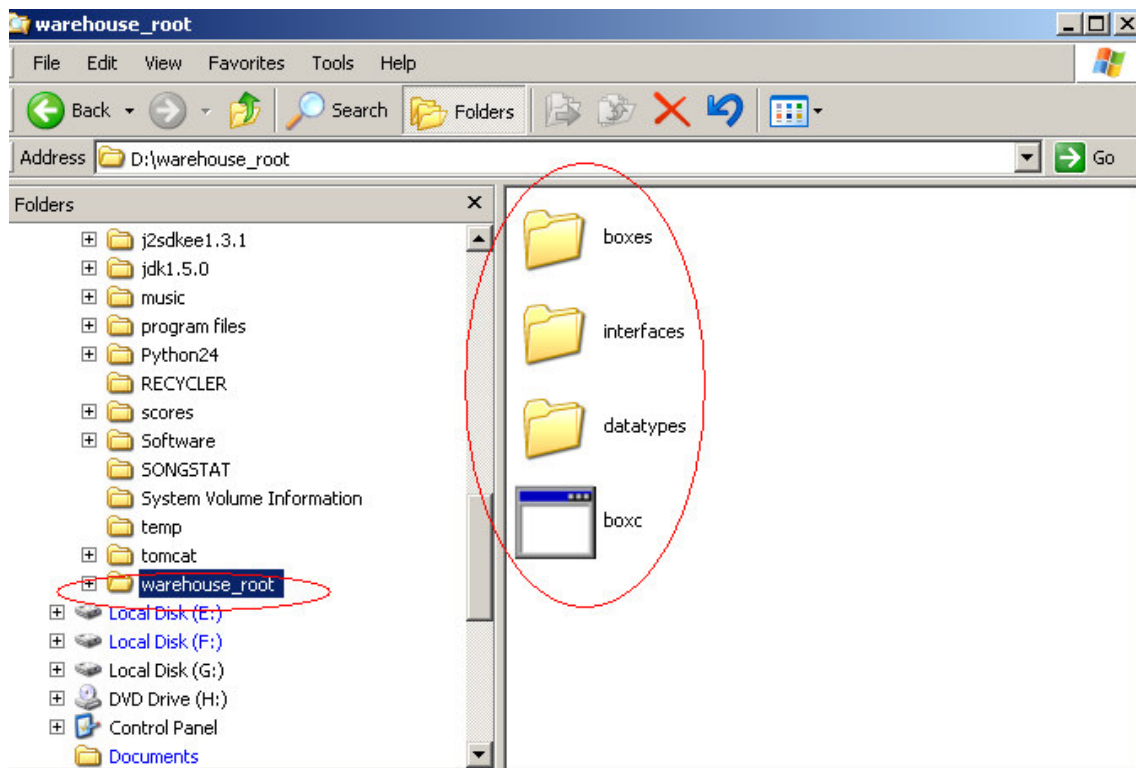 warehouse_root
File Edit View Favorites Tools Help
Back Search Folders
Address D:\warehouse_root Go
Folders
j2sdkee1.3.1
jdk1.5.0
music
program files
Python24
RECYCLER
scores
Software
SONGSTAT
System Volume Information
temp
tomcat
warehouse_root
Local Disk (E:)
Local Disk (F:)
Local Disk (G:)
DVD Drive (H:)
Control Panel
Documents
boxes
interfaces
datatypes
boxc